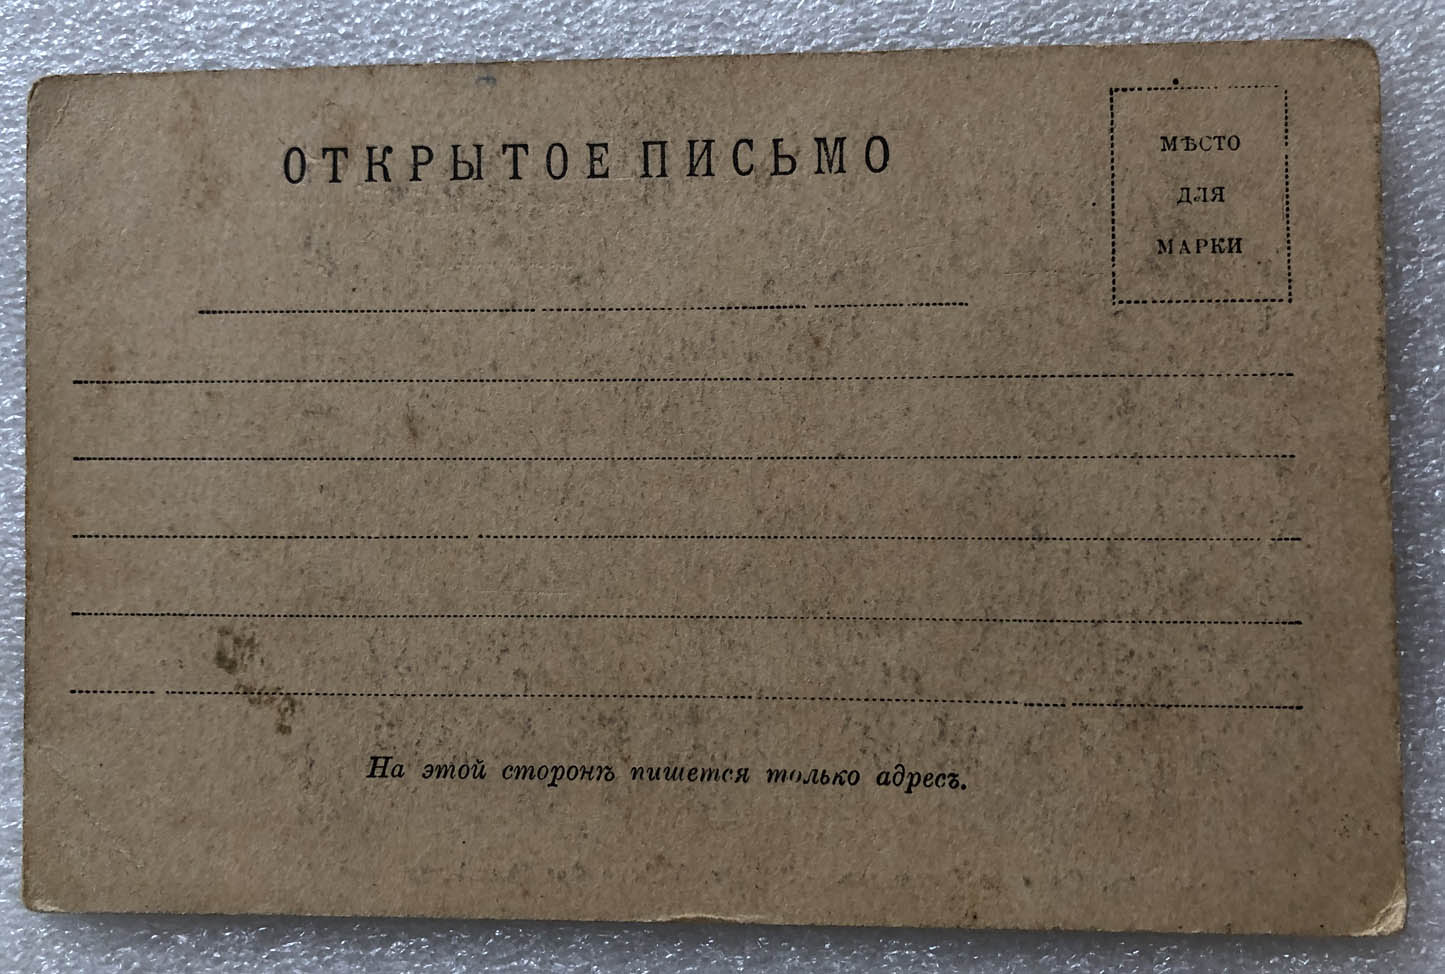 ОТКРЫТОЕ ПИСЬМО
МѢСТО
ДЛЯ
МАРКИ
На этой сторонѣ пишется только адресъ.